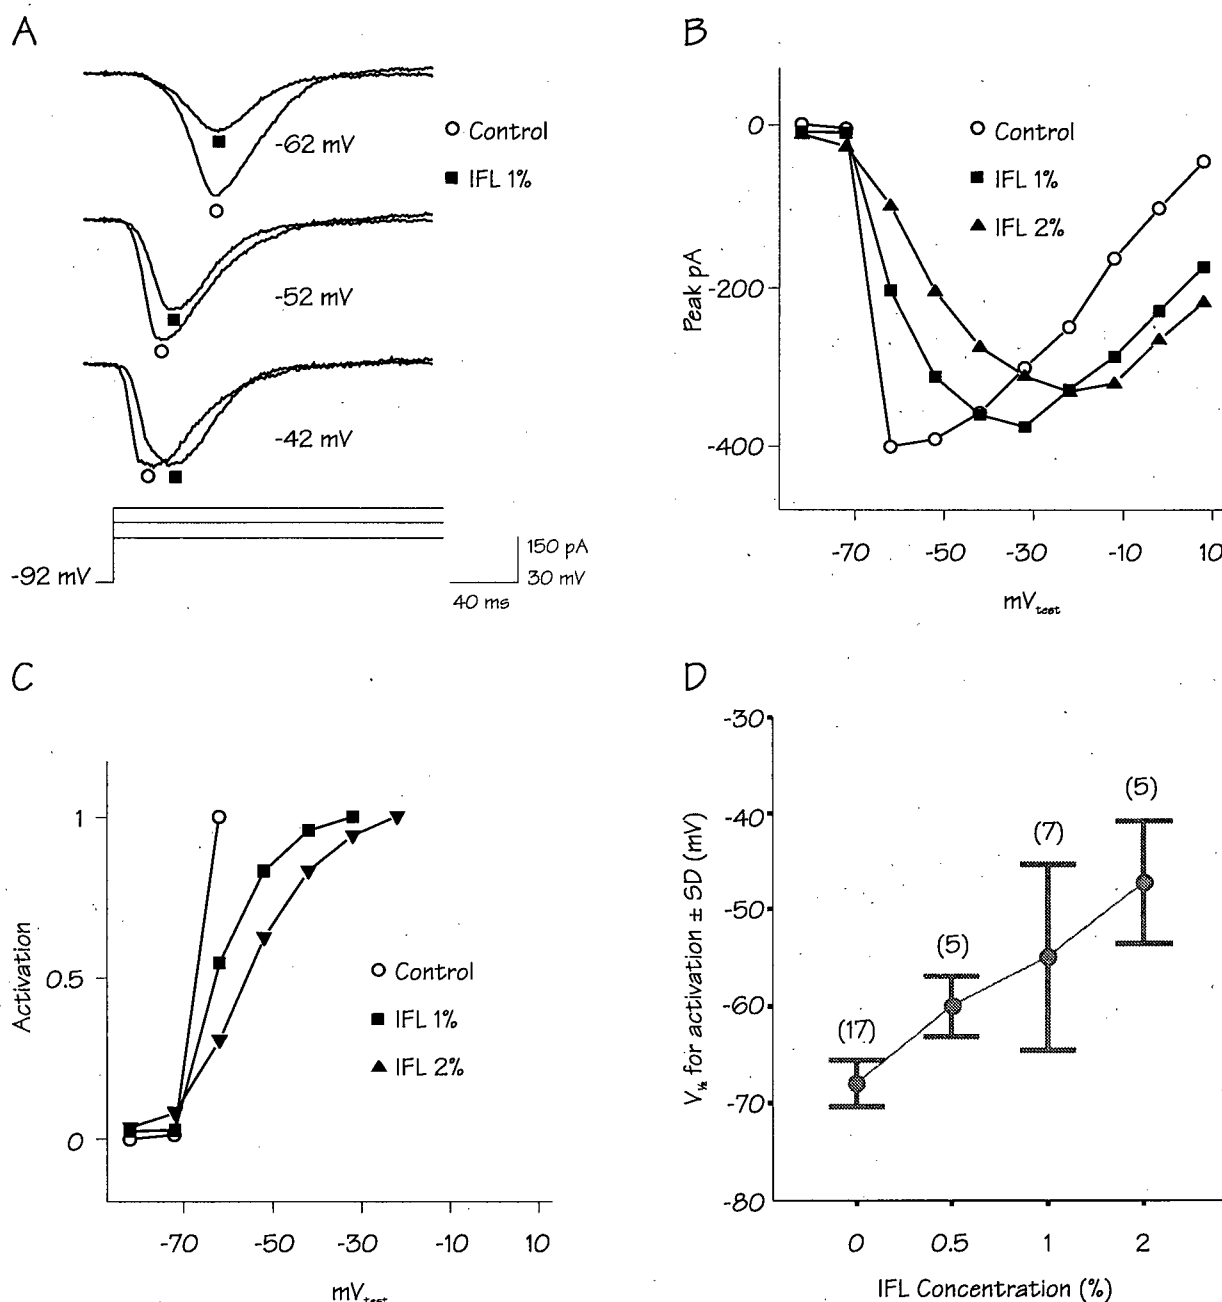 A
-62 mV
Control
IFL 1%
-52 mV
-42 mV
-92 mV
150 pA
30 mV
40 ms
B
Peak pA
0
-200
-400
Control
IFL 1%
IFL 2%
-70
-50
-30
-10
10
mVtest
C
Activation
1
0.5
0
Control
IFL 1%
IFL 2%
-70
-50
-30
-10
10
mVtest
D
V½ for activation ± SD (mV)
-30
-40
-50
-60
-70
-80
(17)
(5)
(7)
(5)
0
0.5
1
2
IFL Concentration (%)